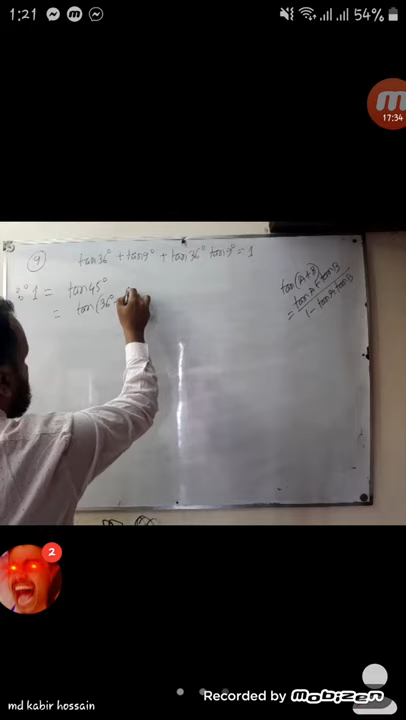 1:21
54%
17:34
9
tan36° + tan9° + tan36° tan9° = 1
1 = tan45°
= tan(36°
tan(A+B)
= tanA + tanB
1 - tanA tanB
2
Recorded by MOBIZEN
md kabir hossain